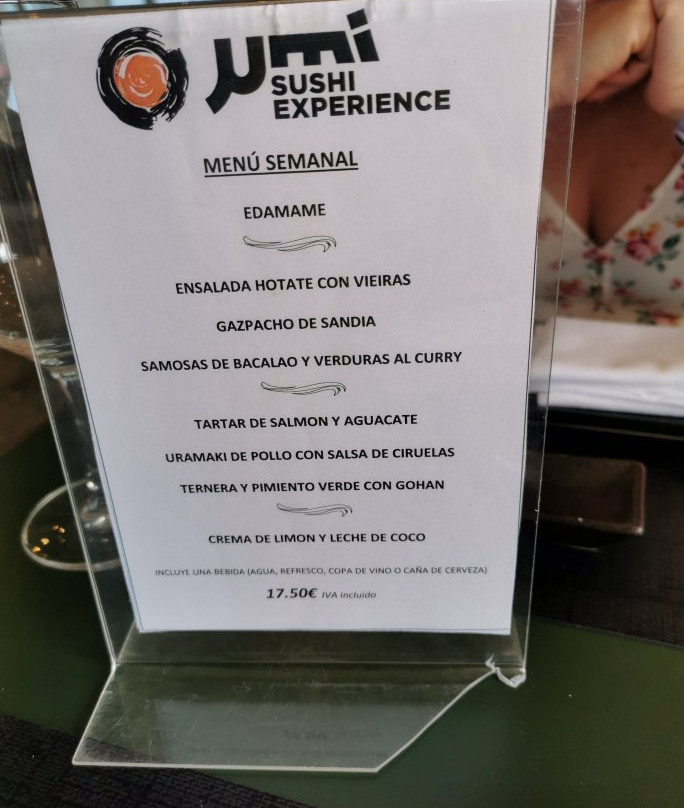 umi
SUSHI
EXPERIENCE
MENÚ SEMANAL
EDAMAME
ENSALADA HOTATE CON VIEIRAS
GAZPACHO DE SANDIA
SAMOSAS DE BACALAO Y VERDURAS AL CURRY
TARTAR DE SALMON Y AGUACATE
URAMAKI DE POLLO CON SALSA DE CIRUELAS
TERNERA Y PIMIENTO VERDE CON GOHAN
CREMA DE LIMON Y LECHE DE COCO
INCLUYE UNA BEBIDA (AGUA, REFRESCO, COPA DE VINO O CAÑA DE CERVEZA)
17.50€ IVA incluido